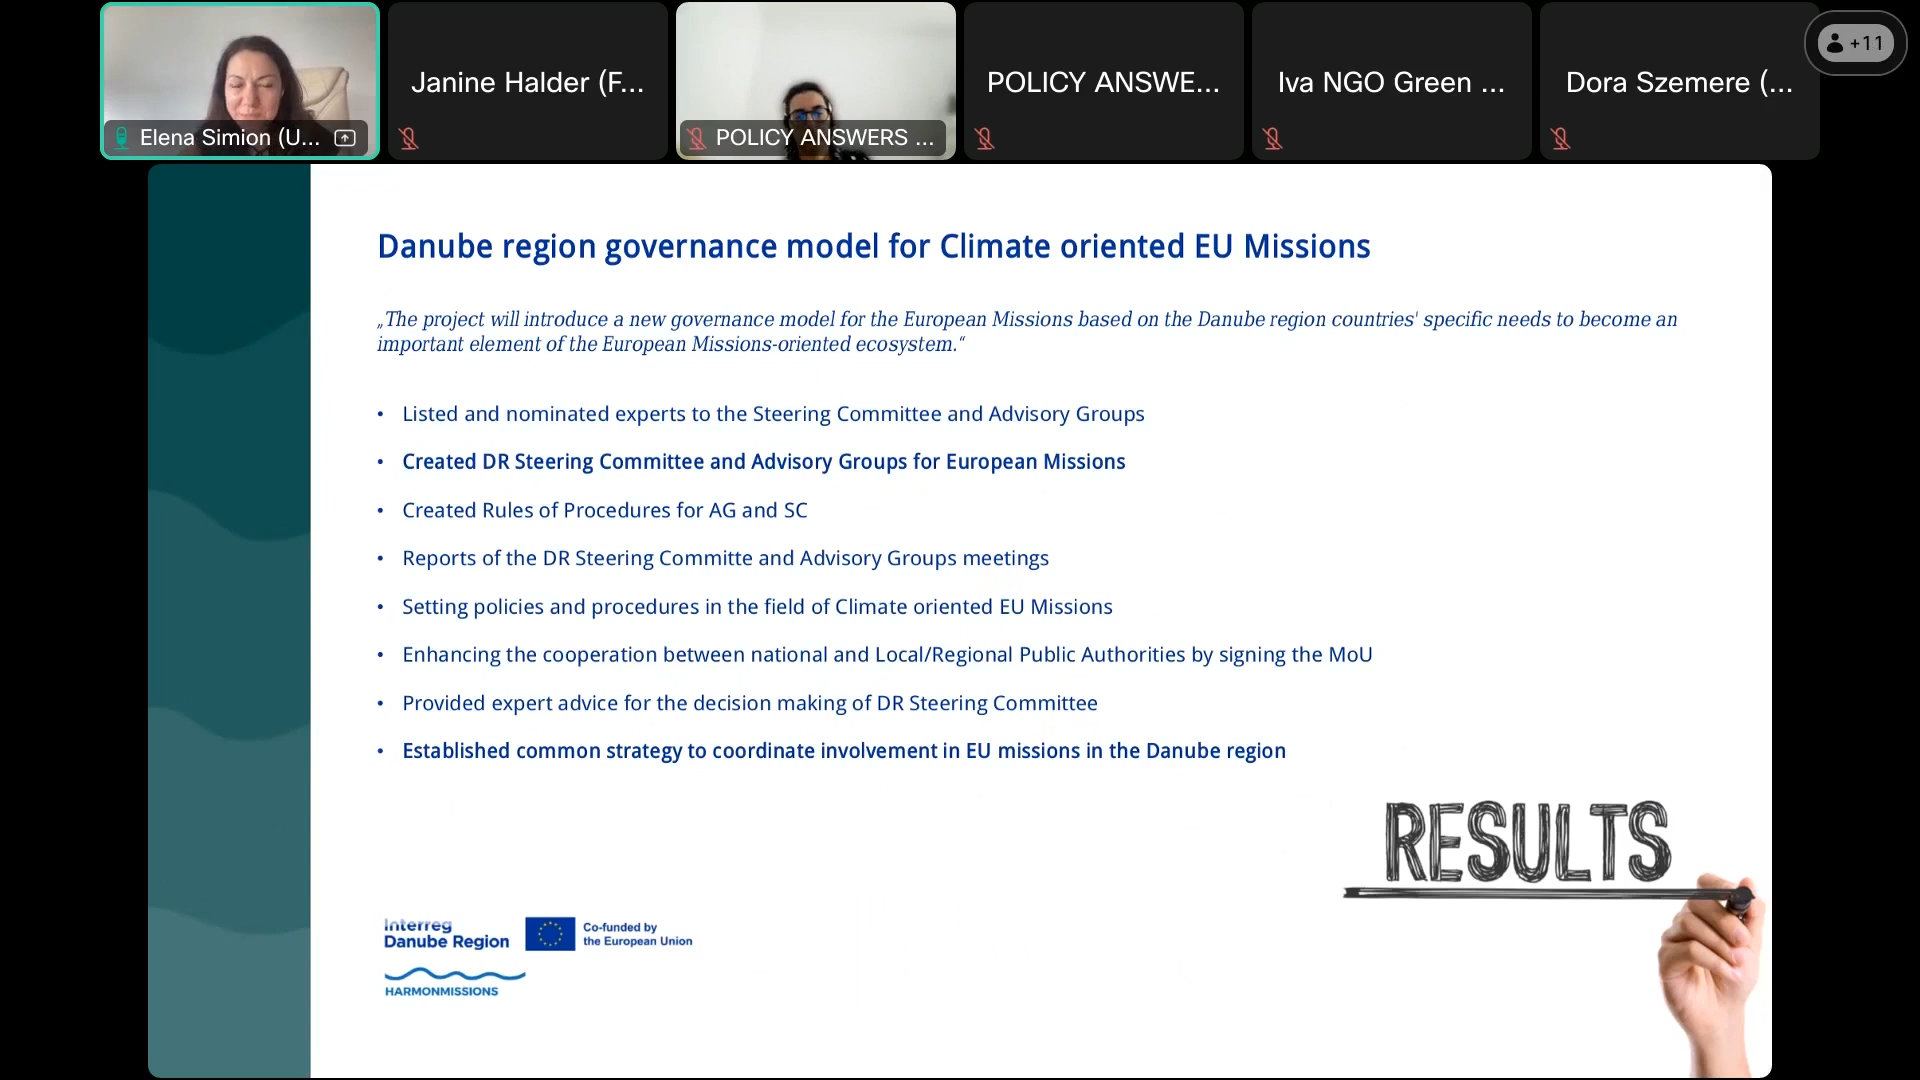 Elena Simion (U...
Janine Halder (F...
POLICY ANSWERS ...
POLICY ANSWE...
Iva NGO Green ...
Dora Szemere (...
+11
Danube region governance model for Climate oriented EU Missions
„The project will introduce a new governance model for the European Missions based on the Danube region countries' specific needs to become an
important element of the European Missions-oriented ecosystem.“
• Listed and nominated experts to the Steering Committee and Advisory Groups
• Created DR Steering Committee and Advisory Groups for European Missions
• Created Rules of Procedures for AG and SC
• Reports of the DR Steering Committe and Advisory Groups meetings
• Setting policies and procedures in the field of Climate oriented EU Missions
• Enhancing the cooperation between national and Local/Regional Public Authorities by signing the MoU
• Provided expert advice for the decision making of DR Steering Committee
• Established common strategy to coordinate involvement in EU missions in the Danube region
RESULTS
Interreg
Danube Region
Co-funded by
the European Union
HARMONMISSIONS